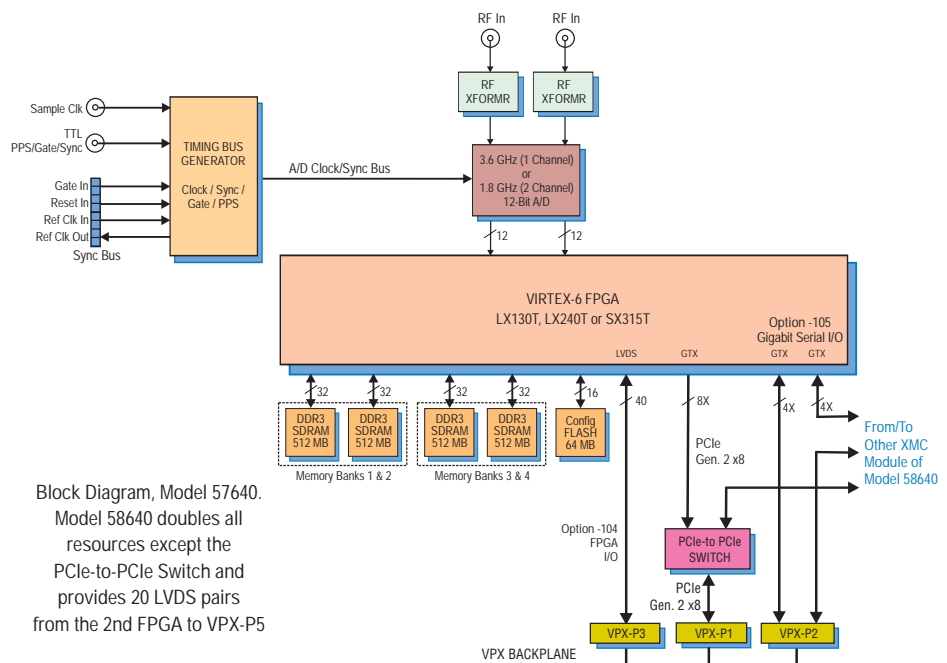 RF In
RF In
RF
XFORMR
RF
XFORMR
Sample Clk
TTL
PPS/Gate/Sync
TIMING BUS
GENERATOR
Clock / Sync /
Gate / PPS
Gate In
Reset In
Ref Clk In
Ref Clk Out
Sync Bus
A/D Clock/Sync Bus
3.6 GHz (1 Channel)
or
1.8 GHz (2 Channel)
12-Bit A/D
12
12
VIRTEX-6 FPGA
LX130T, LX240T or SX315T
Option -105
Gigabit Serial I/O
LVDS
GTX
GTX
GTX
32
32
32
32
16
40
8X
4X
4X
DDR3
SDRAM
512 MB
DDR3
SDRAM
512 MB
DDR3
SDRAM
512 MB
DDR3
SDRAM
512 MB
Config
FLASH
64 MB
Memory Banks 1 & 2
Memory Banks 3 & 4
PCIe
Gen. 2 x8
From/To
Other XMC
Module of
Model 58640
Block Diagram, Model 57640.
Model 58640 doubles all
resources except the
PCIe-to-PCIe Switch and
provides 20 LVDS pairs
from the 2nd FPGA to VPX-P5
Option -104
FPGA
I/O
PCIe-to PCIe
SWITCH
PCIe
Gen. 2 x8
VPX-P3
VPX-P1
VPX-P2
VPX BACKPLANE